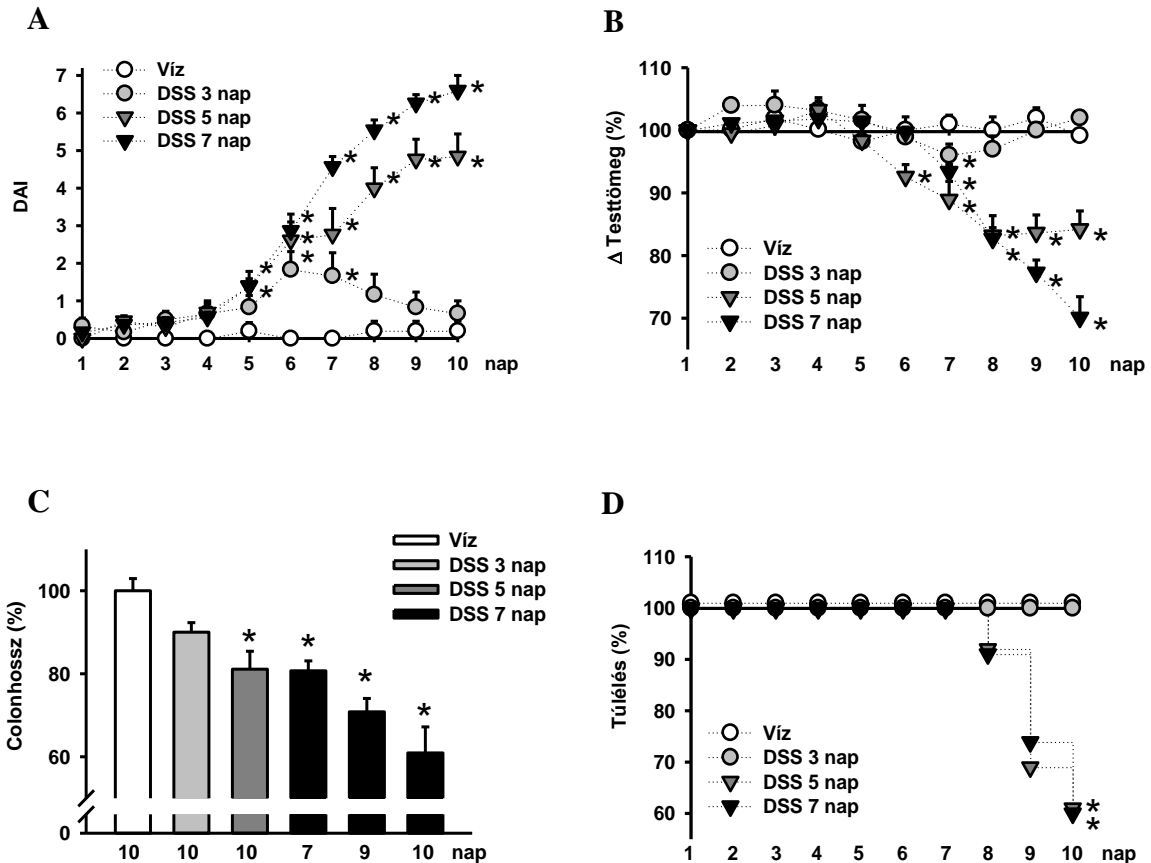 A
DAI
7
6
5
4
3
2
1
0
Víz
DSS 3 nap
DSS 5 nap
DSS 7 nap
* * * * * * * * * * * * * * *
1 2 3 4 5 6 7 8 9 10 nap
B
Δ Testtömeg (%)
110
100
90
80
70
Víz
DSS 3 nap
DSS 5 nap
DSS 7 nap
* * * * * * * * * *
1 2 3 4 5 6 7 8 9 10 nap
C
Colonhossz (%)
100
80
60
0
Víz
DSS 3 nap
DSS 5 nap
DSS 7 nap
* * * *
10 10 10 7 9 10 nap
D
Túlélés (%)
110
100
90
80
70
60
Víz
DSS 3 nap
DSS 5 nap
DSS 7 nap
* *
1 2 3 4 5 6 7 8 9 10 nap